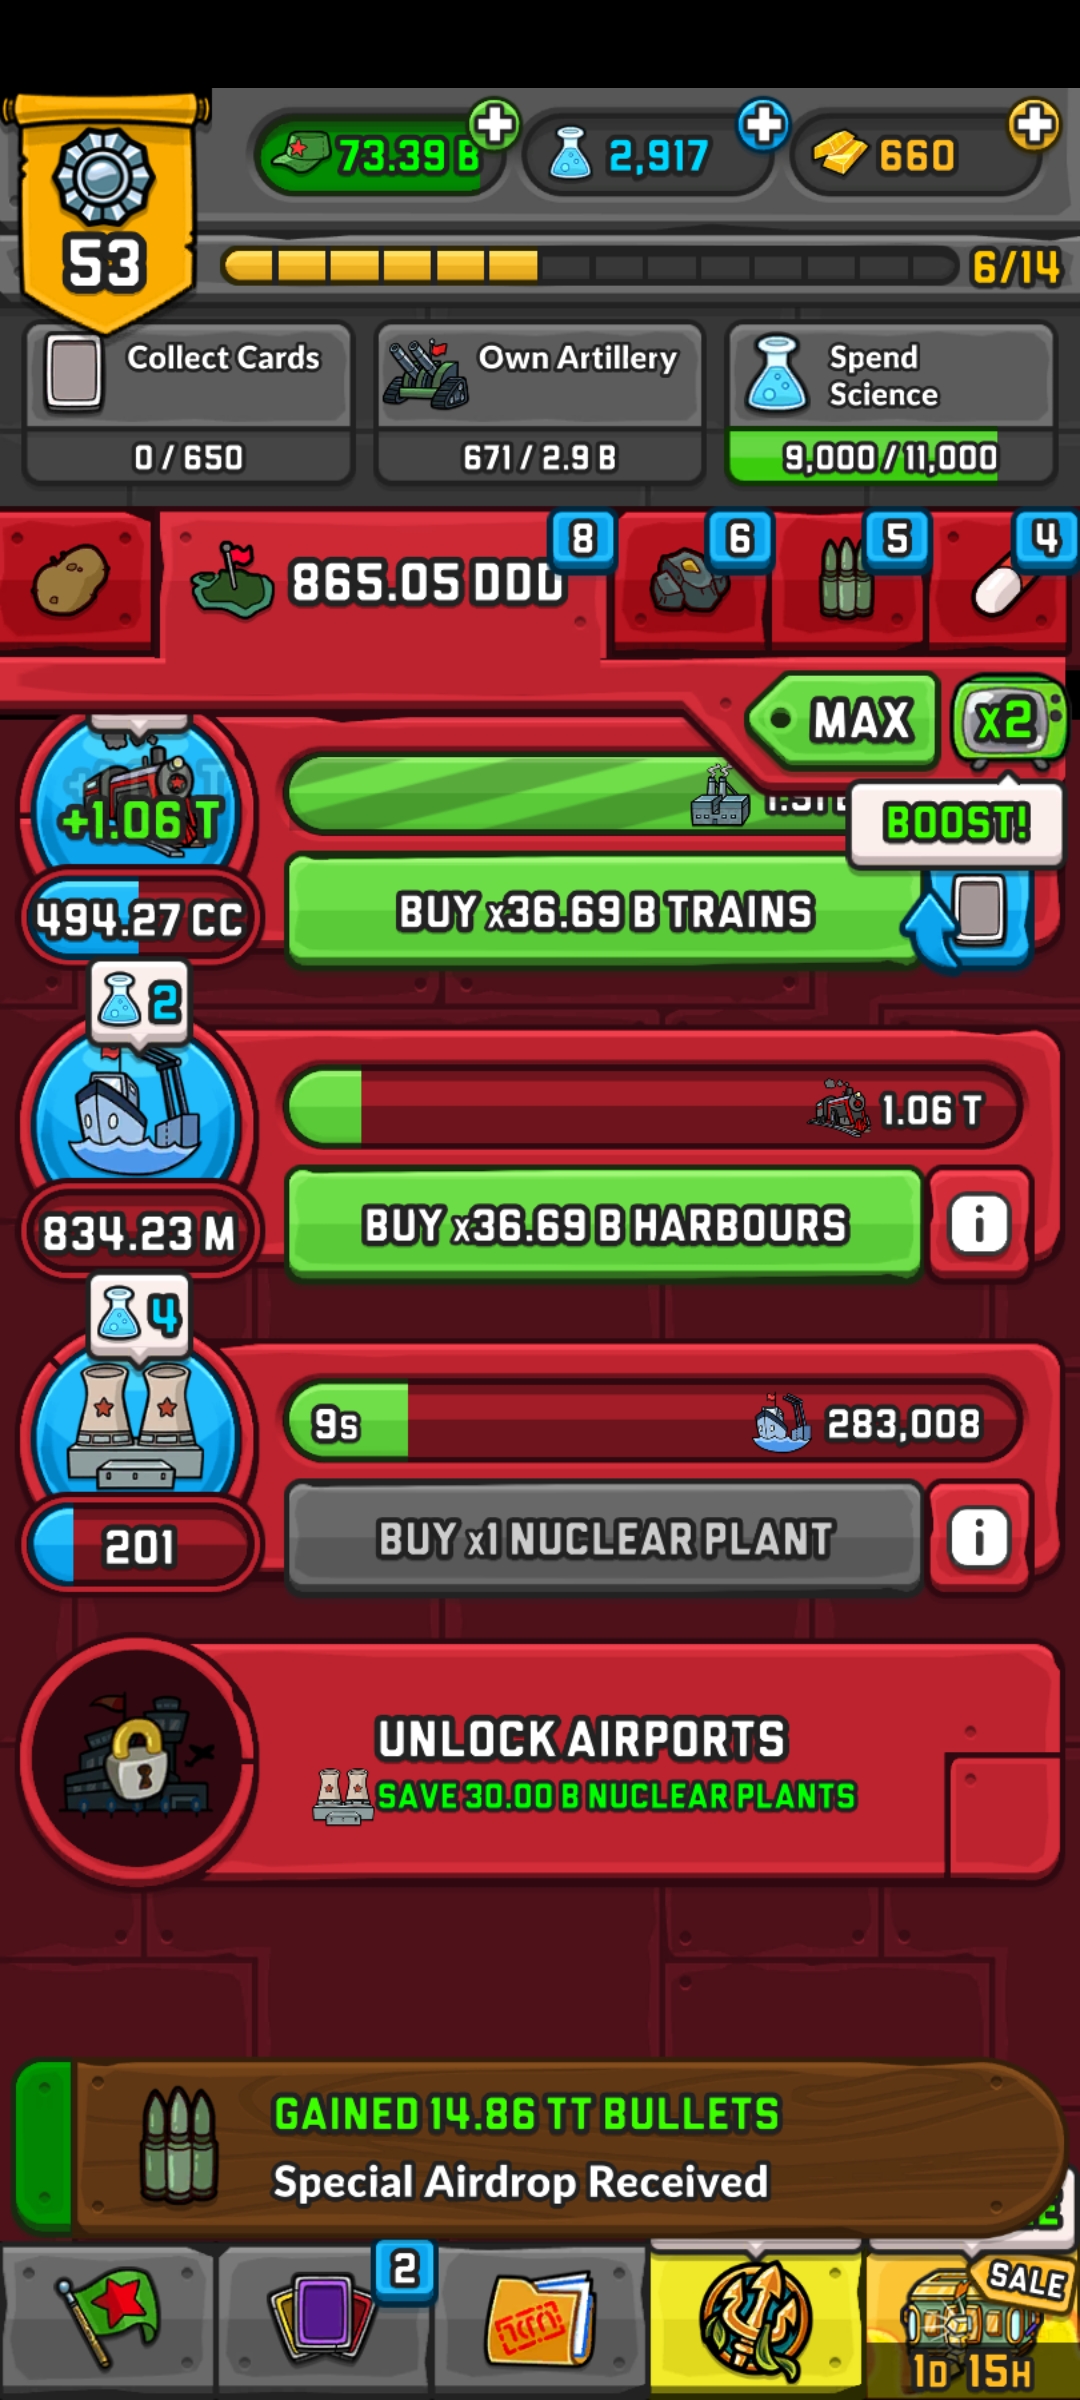 73.39 B
2,917
660
53
6/14
Collect Cards
Own Artillery
Spend
Science
0 / 650
671 / 2.9 B
9,000 / 11,000
8
6
5
4
865.05 DDD
MAX
x2
BOOST!
+1.06 T
BUY x36.69 B TRAINS
494.27 CC
2
1.06 T
BUY x36.69 B HARBOURS
i
834.23 M
4
9s
283,008
BUY x1 NUCLEAR PLANT
i
201
UNLOCK AIRPORTS
SAVE 30.00 B NUCLEAR PLANTS
GAINED 14.86 TT BULLETS
Special Airdrop Received
2
SALE
1D 15H